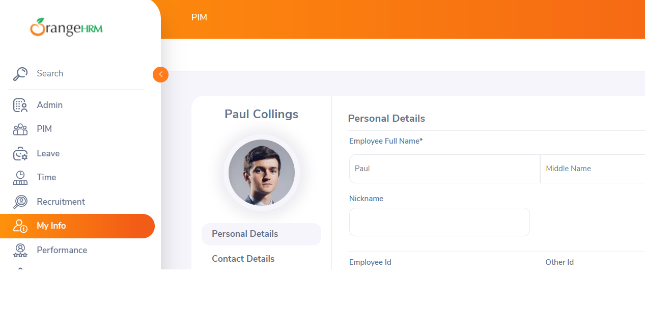 OrangeHRM
PIM
Search
Admin
PIM
Leave
Time
Recruitment
My Info
Performance
Paul Collings
Personal Details
Contact Details
Personal Details
Employee Full Name*
Paul
Middle Name
Nickname
Employee Id
Other Id